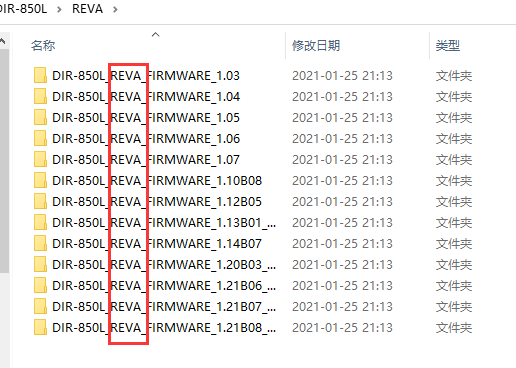 DIR-850L > REVA >
名称 修改日期 类型
DIR-850L_REVA_FIRMWARE_1.03 2021-01-25 21:13 文件夹
DIR-850L_REVA_FIRMWARE_1.04 2021-01-25 21:13 文件夹
DIR-850L_REVA_FIRMWARE_1.05 2021-01-25 21:13 文件夹
DIR-850L_REVA_FIRMWARE_1.06 2021-01-25 21:13 文件夹
DIR-850L_REVA_FIRMWARE_1.07 2021-01-25 21:13 文件夹
DIR-850L_REVA_FIRMWARE_1.10B08 2021-01-25 21:13 文件夹
DIR-850L_REVA_FIRMWARE_1.12B05 2021-01-25 21:13 文件夹
DIR-850L_REVA_FIRMWARE_1.13B01_... 2021-01-25 21:13 文件夹
DIR-850L_REVA_FIRMWARE_1.14B07 2021-01-25 21:13 文件夹
DIR-850L_REVA_FIRMWARE_1.20B03_... 2021-01-25 21:13 文件夹
DIR-850L_REVA_FIRMWARE_1.21B06_... 2021-01-25 21:13 文件夹
DIR-850L_REVA_FIRMWARE_1.21B07_... 2021-01-25 21:13 文件夹
DIR-850L_REVA_FIRMWARE_1.21B08_... 2021-01-25 21:13 文件夹